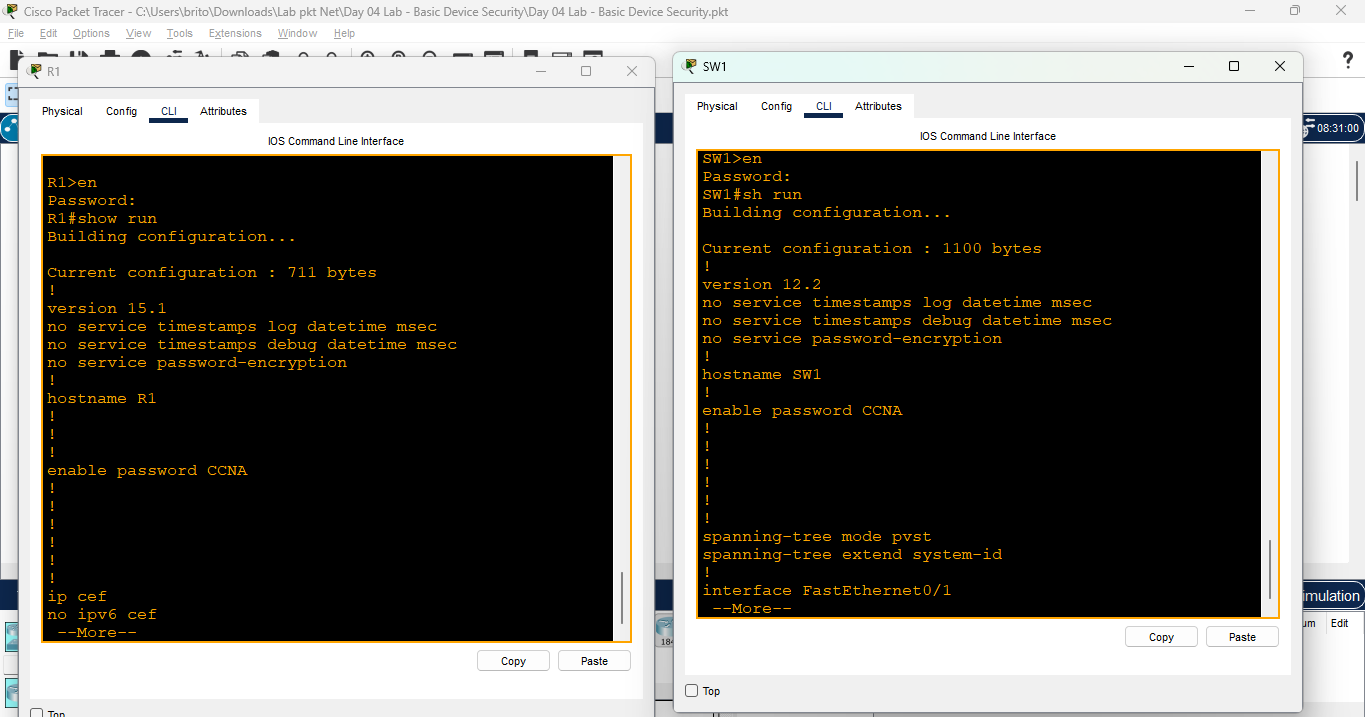 Cisco Packet Tracer - C:\Users\brito\Downloads\Lab pkt Net\Day 04 Lab - Basic Device Security\Day 04 Lab - Basic Device Security.pkt
File Edit Options View Tools Extensions Window Help
R1
Physical Config CLI Attributes
IOS Command Line Interface
R1>en
Password:
R1#show run
Building configuration...
Current configuration : 711 bytes
!
version 15.1
no service timestamps log datetime msec
no service timestamps debug datetime msec
no service password-encryption
!
hostname R1
!
!
!
enable password CCNA
!
!
!
!
!
!
ip cef
no ipv6 cef
--More--
Copy Paste
Top
SW1
Physical Config CLI Attributes
IOS Command Line Interface
SW1>en
Password:
SW1#sh run
Building configuration...
Current configuration : 1100 bytes
!
version 12.2
no service timestamps log datetime msec
no service timestamps debug datetime msec
no service password-encryption
!
hostname SW1
!
enable password CCNA
!
!
!
!
!
!
spanning-tree mode pvst
spanning-tree extend system-id
!
interface FastEthernet0/1
--More--
Copy Paste
Top
?
08:31:00
imulation
Edit